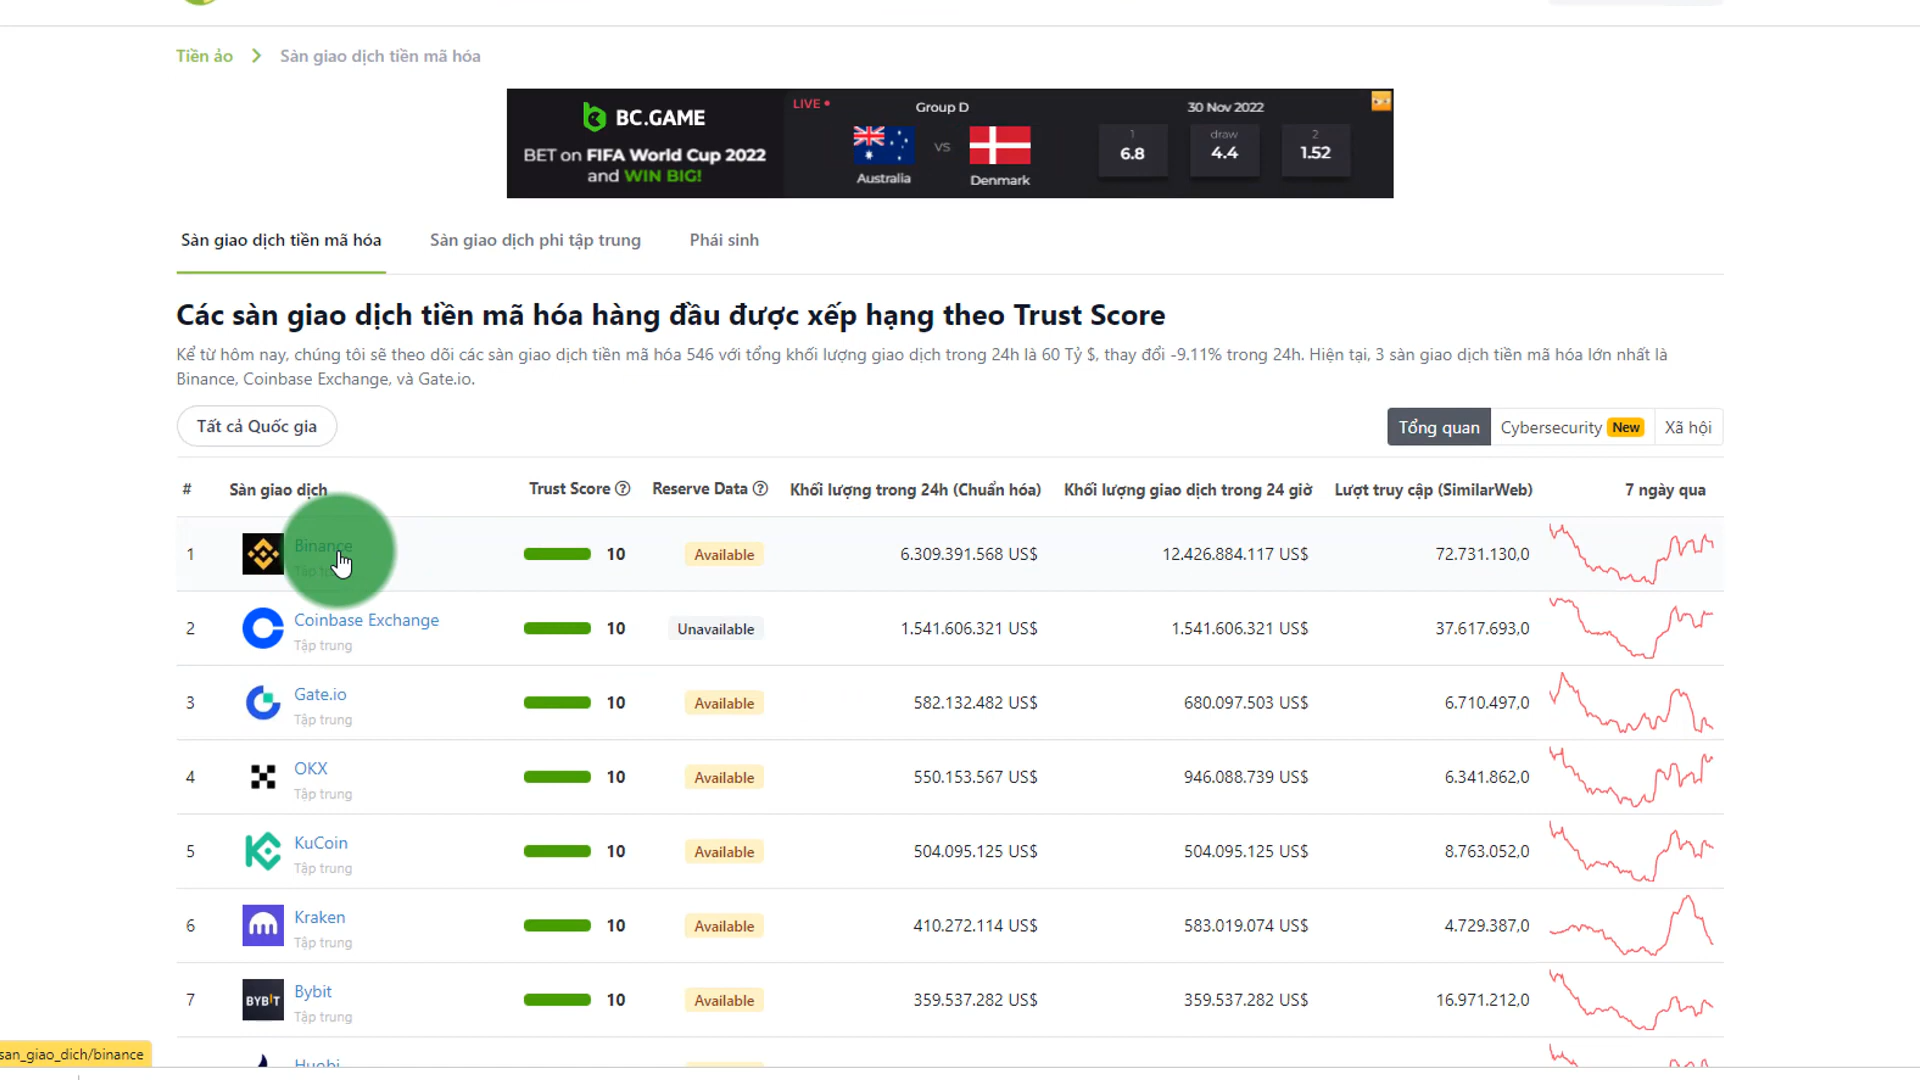 Tiền ảo > Sàn giao dịch tiền mã hóa
BC.GAME
BET on FIFA World Cup 2022
and WIN BIG!
LIVE
Group D
30 Nov 2022
Australia
VS
Denmark
1
6.8
draw
4.4
2
1.52
Sàn giao dịch tiền mã hóa
Sàn giao dịch phi tập trung
Phái sinh
Các sàn giao dịch tiền mã hóa hàng đầu được xếp hạng theo Trust Score
Kể từ hôm nay, chúng tôi sẽ theo dõi các sàn giao dịch tiền mã hóa 546 với tổng khối lượng giao dịch trong 24h là 60 Tỷ $, thay đổi -9.11% trong 24h. Hiện tại, 3 sàn giao dịch tiền mã hóa lớn nhất là
Binance, Coinbase Exchange, và Gate.io.
Tất cả Quốc gia
Tổng quan Cybersecurity New Xã hội
# Sàn giao dịch Trust Score Reserve Data Khối lượng trong 24h (Chuẩn hóa) Khối lượng giao dịch trong 24 giờ Lượt truy cập (SimilarWeb) 7 ngày qua
1 Binance 10 Available 6.309.391.568 US$ 12.426.884.117 US$ 72.731.130,0
2 Coinbase Exchange 10 Unavailable 1.541.606.321 US$ 1.541.606.321 US$ 37.617.693,0
Tập trung
3 Gate.io 10 Available 582.132.482 US$ 680.097.503 US$ 6.710.497,0
Tập trung
4 OKX 10 Available 550.153.567 US$ 946.088.739 US$ 6.341.862,0
Tập trung
5 KuCoin 10 Available 504.095.125 US$ 504.095.125 US$ 8.763.052,0
Tập trung
6 Kraken 10 Available 410.272.114 US$ 583.019.074 US$ 4.729.387,0
Tập trung
7 BYBIT Bybit 10 Available 359.537.282 US$ 359.537.282 US$ 16.971.212,0
Tập trung
Huobi
san_giao_dich/binance